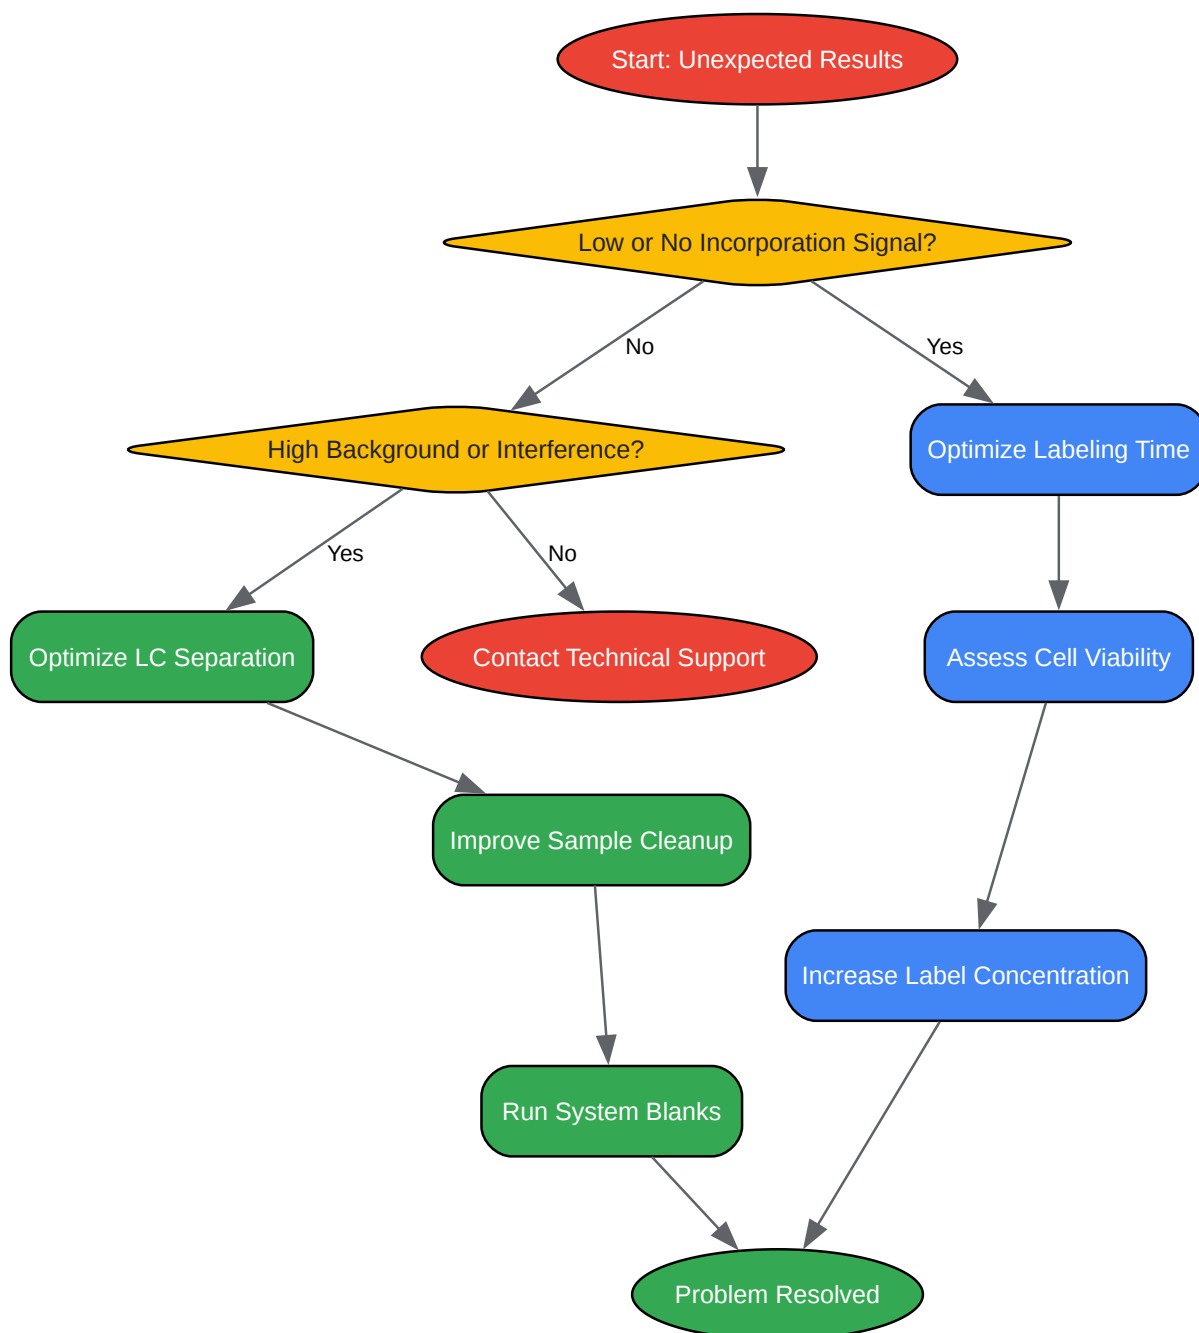 Start: Unexpected Results
Low or No Incorporation Signal?
No
Yes
High Background or Interference?
Optimize Labeling Time
Yes
No
Optimize LC Separation
Contact Technical Support
Assess Cell Viability
Improve Sample Cleanup
Increase Label Concentration
Run System Blanks
Problem Resolved